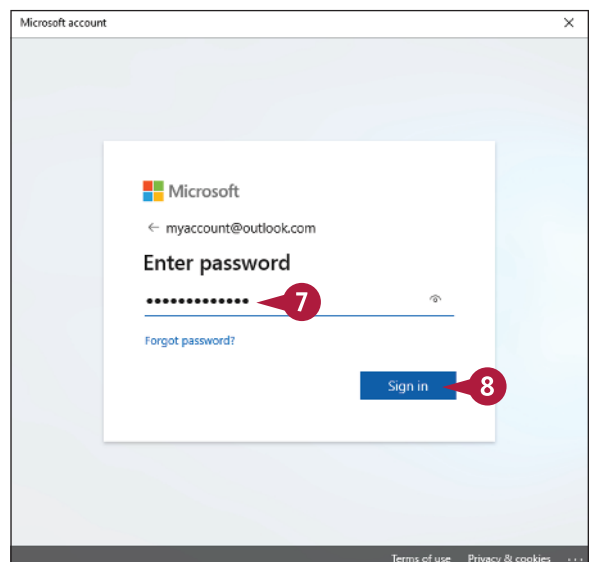 Microsoft account
Microsoft
← myaccount@outlook.com
Enter password
••••••••••••• 7
Forgot password?
Sign in 8
Terms of use Privacy & cookies ...